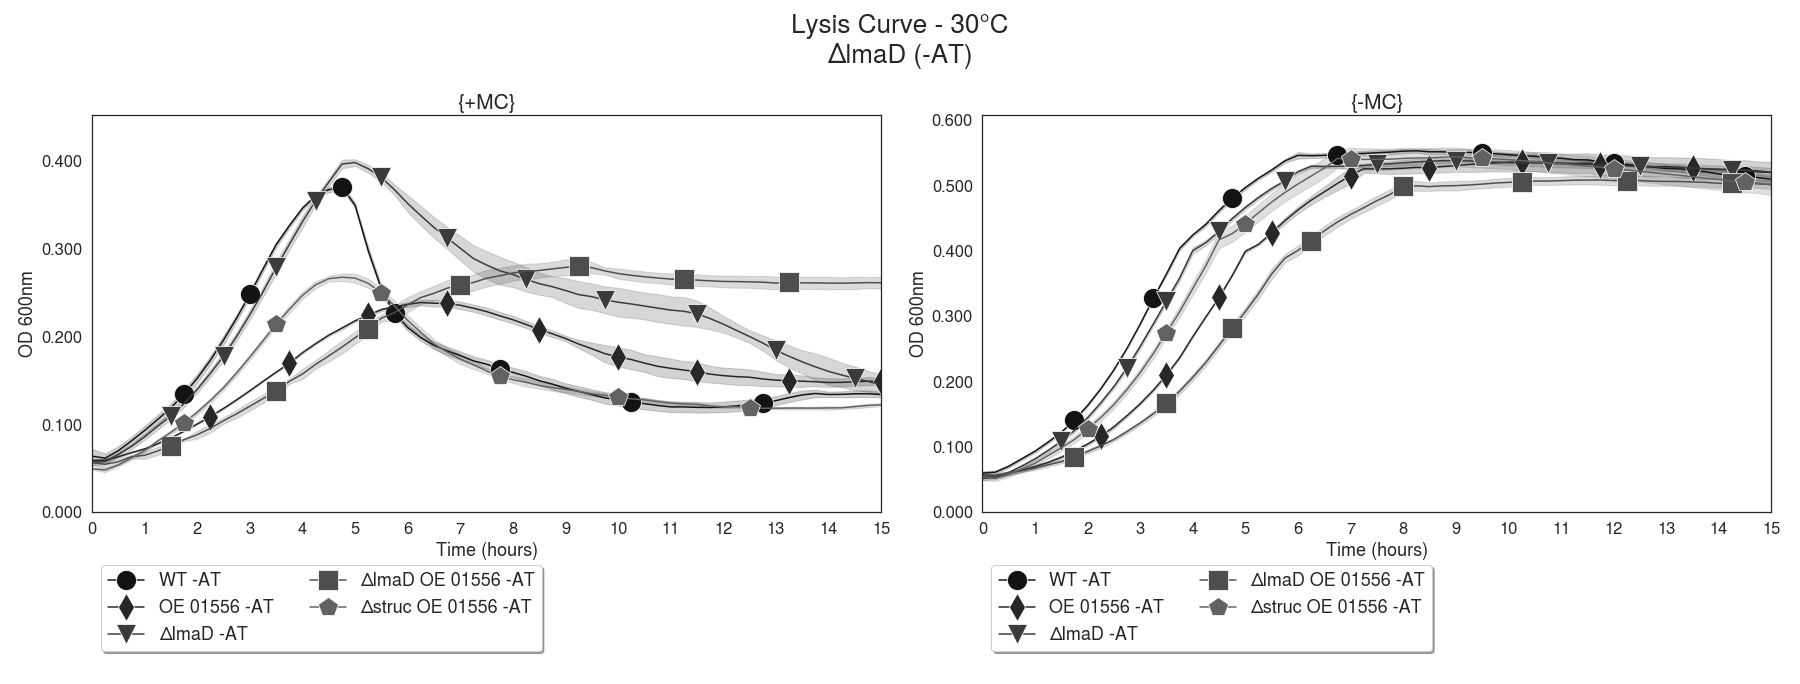 Lysis Curve - 30°C
ΔlmaD (-AT)
{+MC}
OD 600nm
0.400
0.300
0.200
0.100
0.000
0 1 2 3 4 5 6 7 8 9 10 11 12 13 14 15
Time (hours)
WT -AT
OE 01556 -AT
ΔlmaD -AT
ΔlmaD OE 01556 -AT
Δstruc OE 01556 -AT
{-MC}
OD 600nm
0.600
0.500
0.400
0.300
0.200
0.100
0.000
0 1 2 3 4 5 6 7 8 9 10 11 12 13 14 15
Time (hours)
WT -AT
OE 01556 -AT
ΔlmaD -AT
ΔlmaD OE 01556 -AT
Δstruc OE 01556 -AT